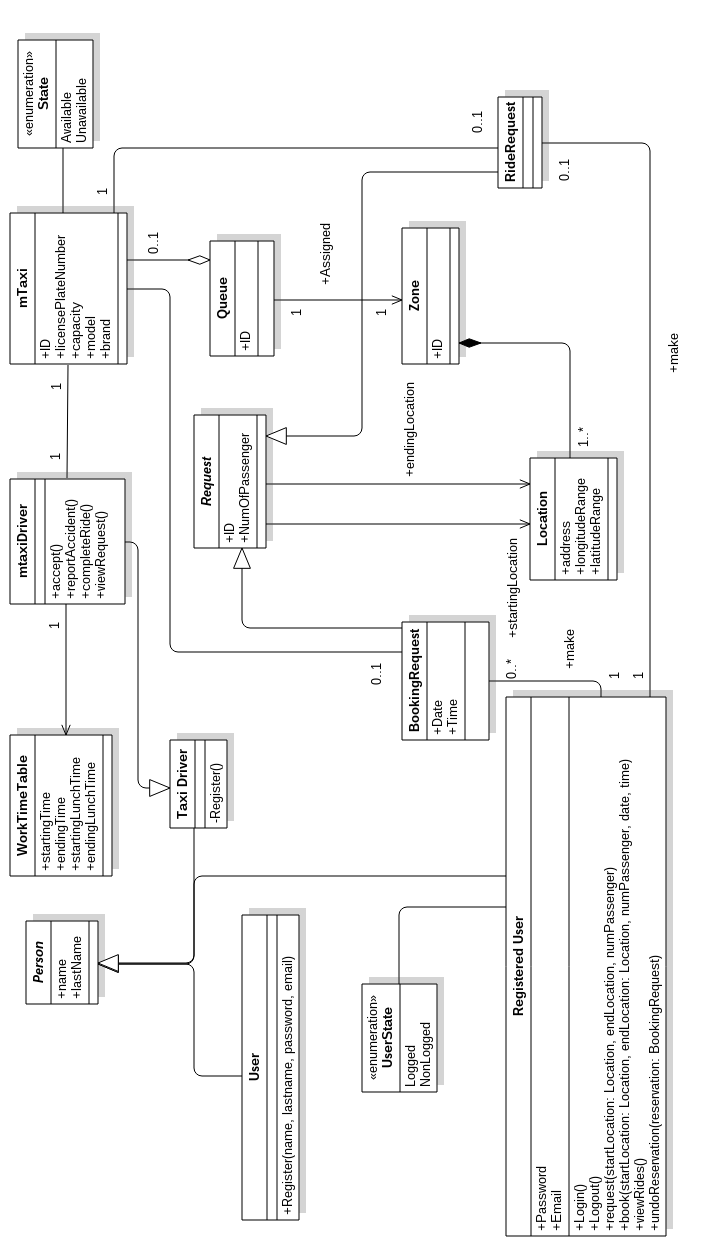 «enumeration»
State
Available
Unavailable
mTaxi
+ID
+licensePlateNumber
+capacity
+model
+brand
1
0..1
Queue
+ID
1
+Assigned
1
Zone
+ID
RideRequest
0..1
0..1
+make
1
1
mtaxiDriver
+accept()
+reportAccident()
+completeRide()
+viewRequest()
1
Request
+ID
+NumOfPassenger
+endingLocation
+startingLocation
1..*
Location
+address
+longitudeRange
+latitudeRange
WorkTimeTable
+startingTime
+endingTime
+startingLunchTime
+endingLunchTime
Taxi Driver
-Register()
0..1
BookingRequest
+Date
+Time
0..*
+make
1
1
Person
+name
+lastName
User
+Register(name, lastname, password, email)
«enumeration»
UserState
Logged
NonLogged
Registered User
+Password
+Email
+Login()
+Logout()
+request(startLocation: Location, endLocation, numPassenger)
+book(startLocation: Location, endLocation: Location, numPassenger, date, time)
+viewRides()
+undoReservation(reservation: BookingRequest)